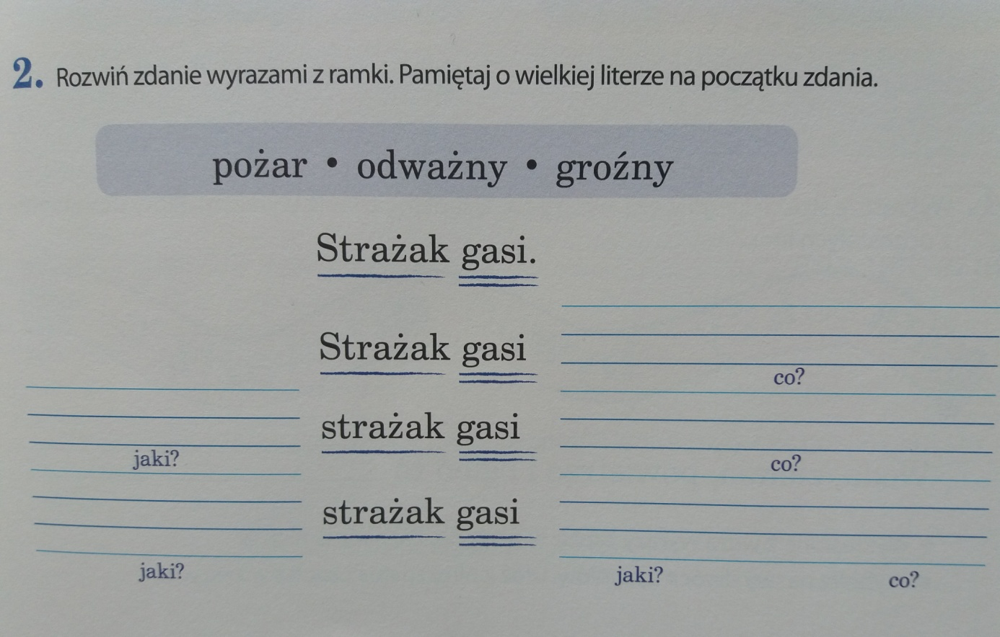 2. Rozwiń zdanie wyrazami z ramki. Pamiętaj o wielkiej literze na początku zdania.
pożar • odważny • groźny
Strażak gasi.
Strażak gasi
co?
strażak gasi
jaki? co?
strażak gasi
jaki? jaki? co?